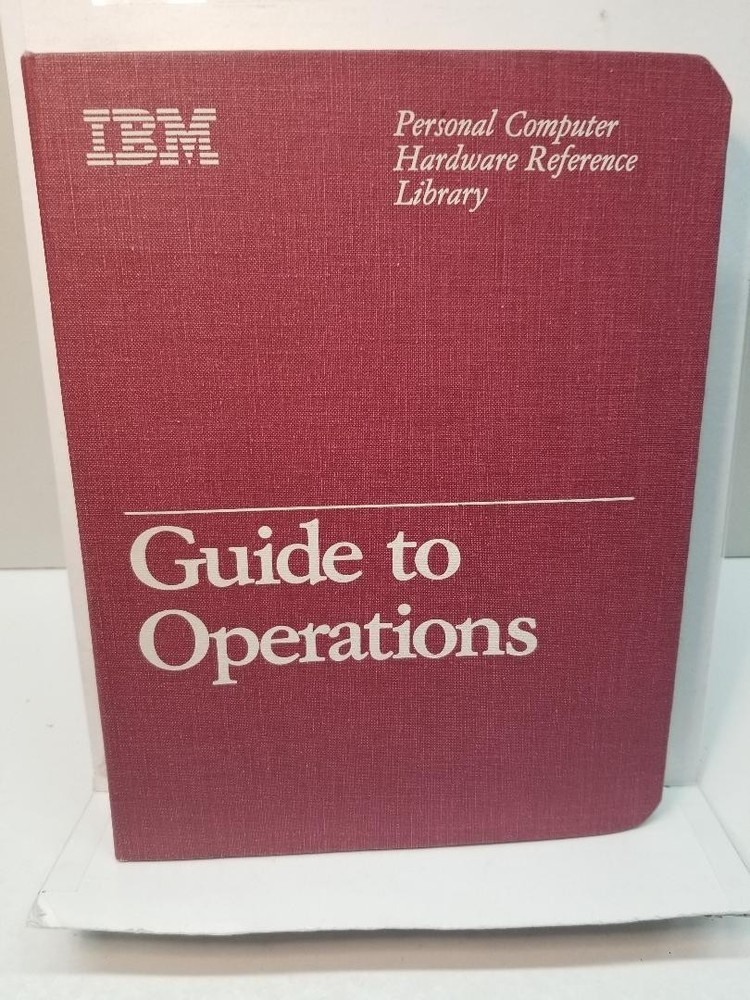 IBM
Personal Computer
Hardware Reference
Library
Guide to
Operations